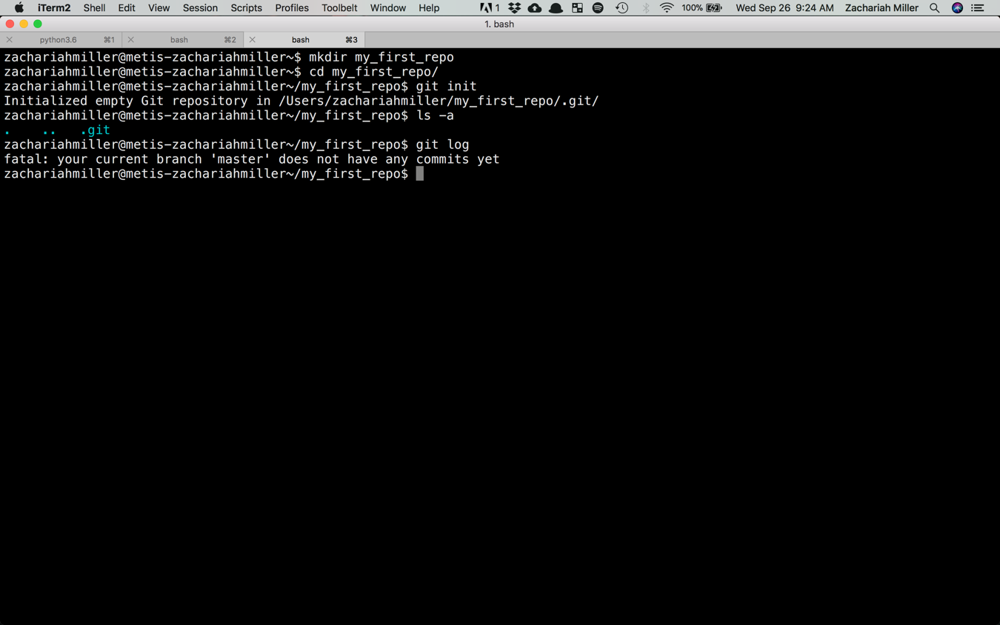 iTerm2 Shell Edit View Session Scripts Profiles Toolbelt Window Help 1 100% Wed Sep 26 9:24 AM Zachariah Miller
1. bash
python3.6 ⌘1 bash ⌘2 bash ⌘3
zachariahmiller@metis-zachariahmiller~$ mkdir my_first_repo
zachariahmiller@metis-zachariahmiller~$ cd my_first_repo/
zachariahmiller@metis-zachariahmiller~/my_first_repo$ git init
Initialized empty Git repository in /Users/zachariahmiller/my_first_repo/.git/
zachariahmiller@metis-zachariahmiller~/my_first_repo$ ls -a
. .. .git
zachariahmiller@metis-zachariahmiller~/my_first_repo$ git log
fatal: your current branch 'master' does not have any commits yet
zachariahmiller@metis-zachariahmiller~/my_first_repo$